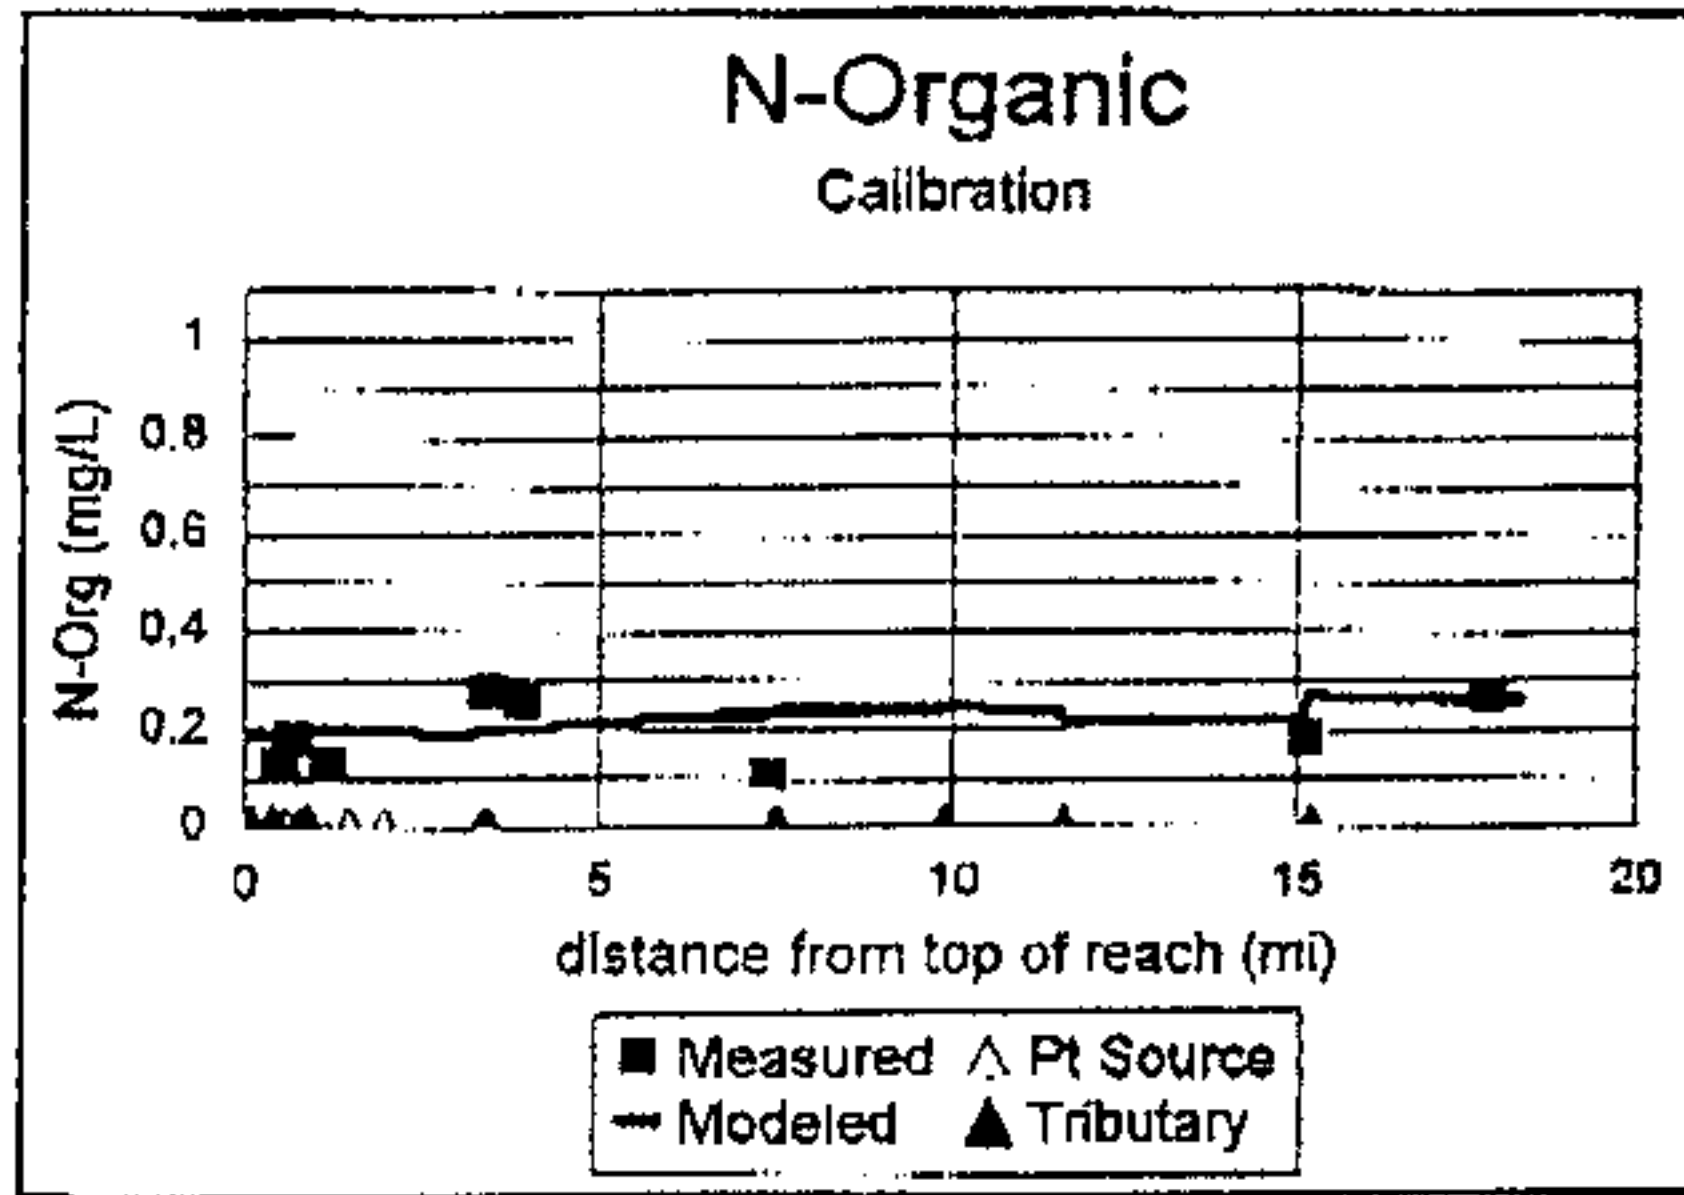 N-Organic
Calibration
N-Org (mg/L)
1
0.8
0.6
0.4
0.2
0
0 5 10 15 20
distance from top of reach (mi)
Measured Pt Source
Modeled Tributary